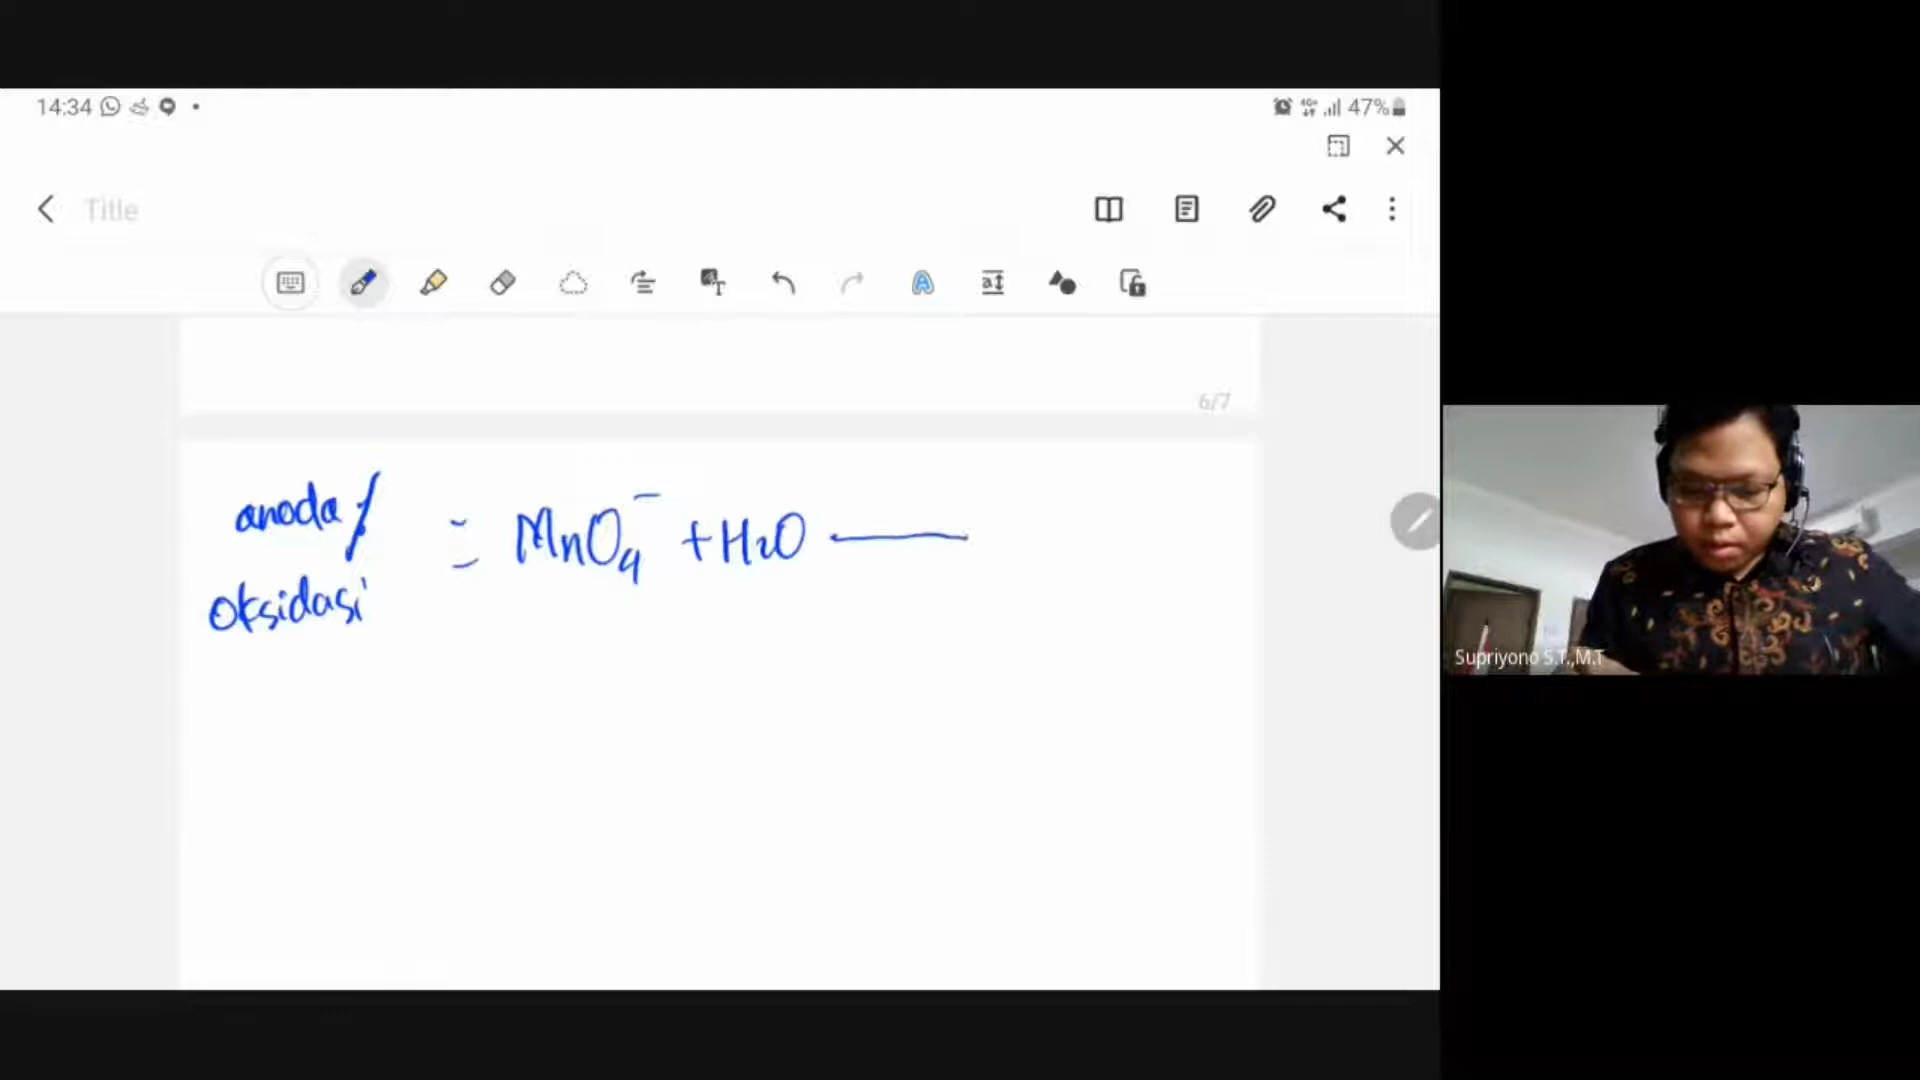 14:34
47%
Title
6/7
anoda /
= MnO₄⁻ + H₂O —
oksidasi
Supriyono S.T.,M.T